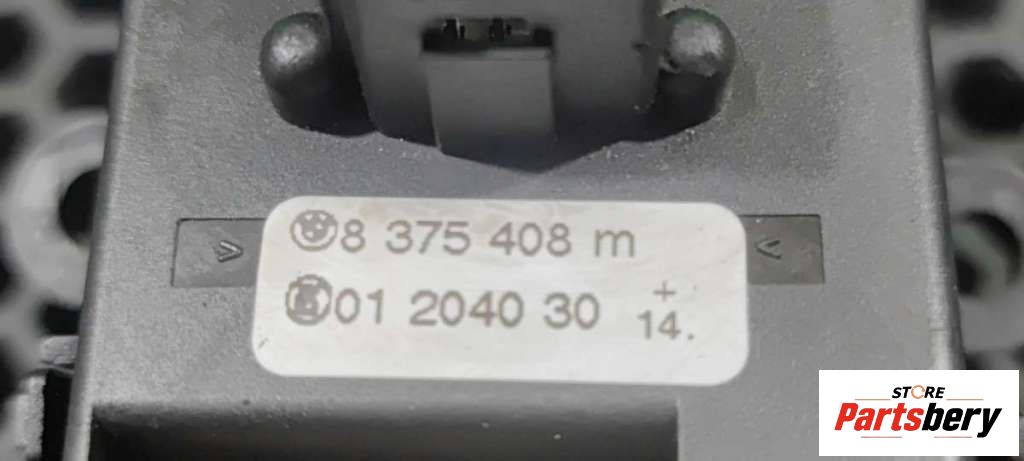 8 375 408 m
01 2040 30 +
14.
> <
STORE
Partsbery